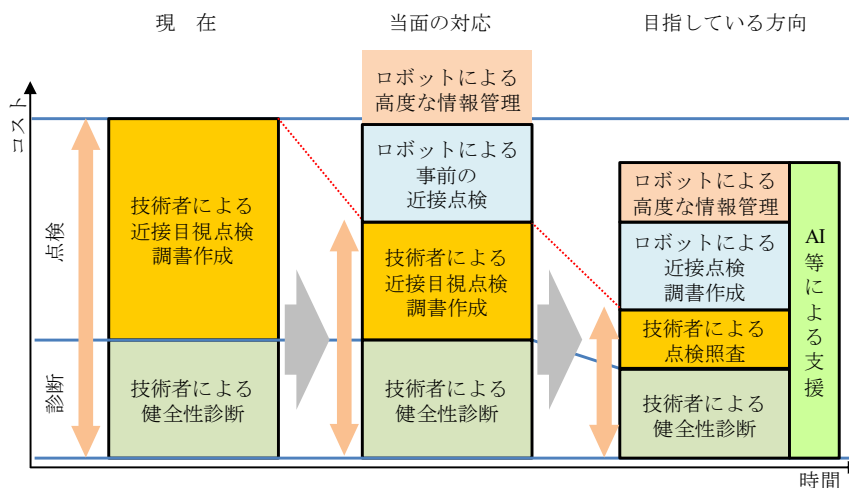 現　在
当面の対応
目指している方向
コスト
点検
診断
技術者による
近接目視点検
調書作成
技術者による
健全性診断
ロボットによる
高度な情報管理
ロボットによる
事前の
近接点検
技術者による
近接目視点検
調書作成
技術者による
健全性診断
ロボットによる
高度な情報管理
ロボットによる
近接点検
調書作成
技術者による
点検照査
技術者による
健全性診断
AI等による支援
時間